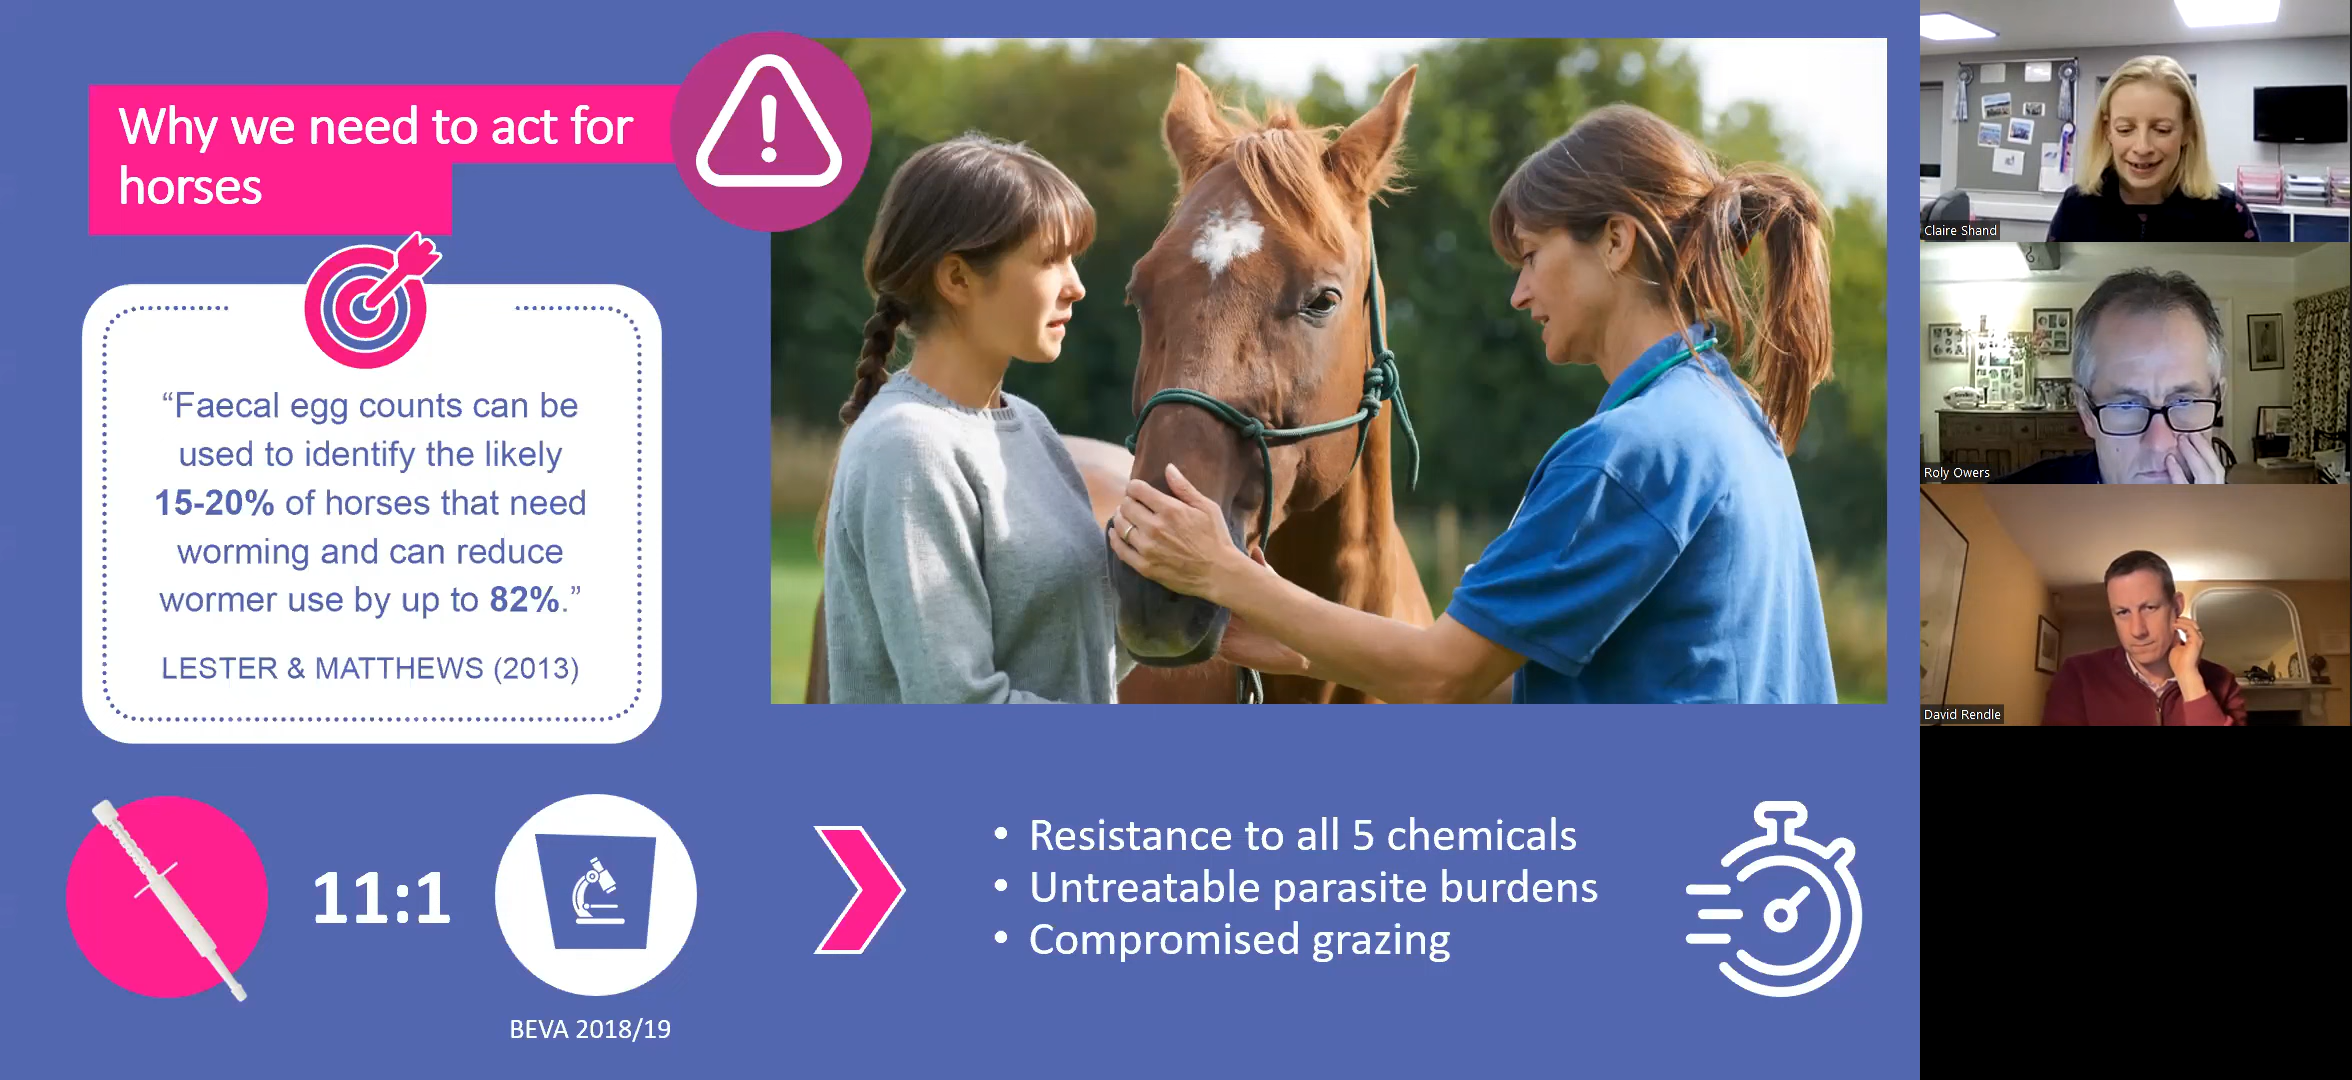 Why we need to act for
horses
“Faecal egg counts can be
used to identify the likely
15-20% of horses that need
worming and can reduce
wormer use by up to 82%.”
LESTER & MATTHEWS (2013)
11:1
BEVA 2018/19
• Resistance to all 5 chemicals
• Untreatable parasite burdens
• Compromised grazing
Claire Shand
Roly Owers
David Rendle